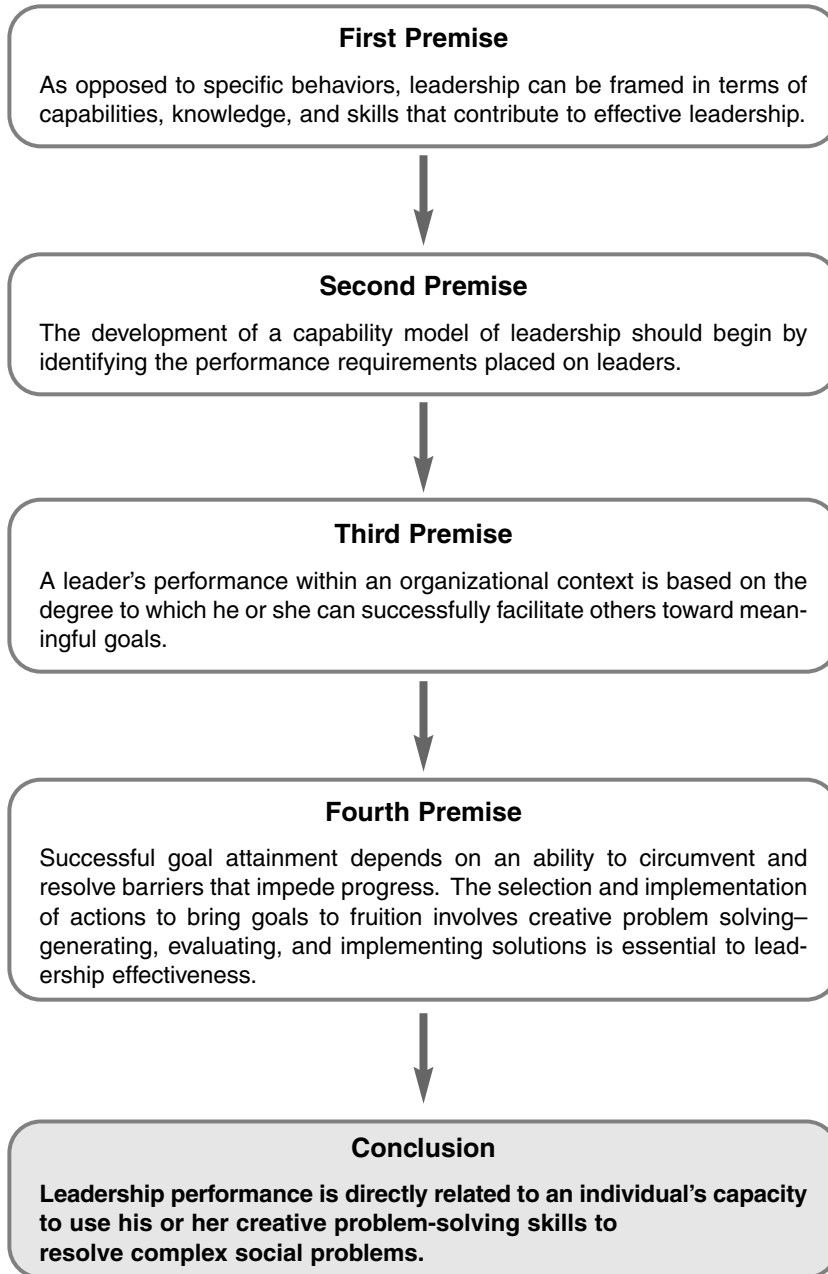 First Premise
As opposed to specific behaviors, leadership can be framed in terms of
capabilities, knowledge, and skills that contribute to effective leadership.
Second Premise
The development of a capability model of leadership should begin by
identifying the performance requirements placed on leaders.
Third Premise
A leader’s performance within an organizational context is based on the
degree to which he or she can successfully facilitate others toward mean-
ingful goals.
Fourth Premise
Successful goal attainment depends on an ability to circumvent and
resolve barriers that impede progress. The selection and implementation
of actions to bring goals to fruition involves creative problem solving–
generating, evaluating, and implementing solutions is essential to lead-
ership effectiveness.
Conclusion
Leadership performance is directly related to an individual’s capacity
to use his or her creative problem-solving skills to
resolve complex social problems.